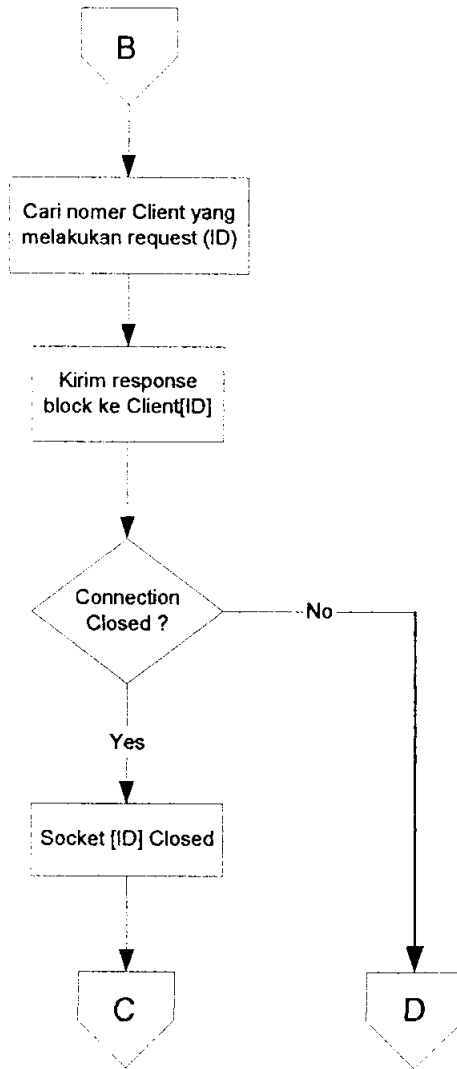 B
Cari nomer Client yang
melakukan request (ID)
Kirim response
block ke Client[ID]
Connection
Closed ?
No
Yes
Socket [ID] Closed
C
D